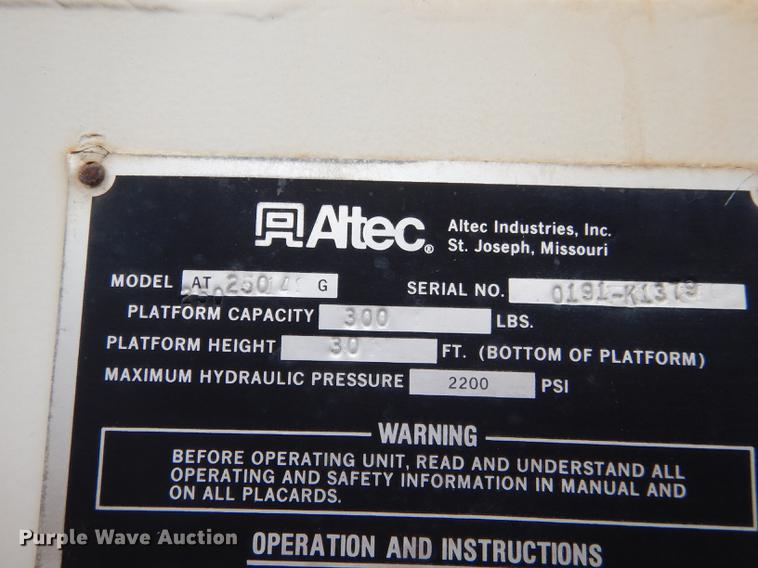 Altec®
Altec Industries, Inc.
St. Joseph, Missouri
MODEL AT G
250
SERIAL NO.
PLATFORM CAPACITY 300 LBS.
PLATFORM HEIGHT 30 FT. (BOTTOM OF PLATFORM)
MAXIMUM HYDRAULIC PRESSURE 2200 PSI
WARNING
BEFORE OPERATING UNIT, READ AND UNDERSTAND ALL
OPERATING AND SAFETY INFORMATION IN MANUAL AND
ON ALL PLACARDS.
OPERATION AND INSTRUCTIONS
Purple Wave Auction